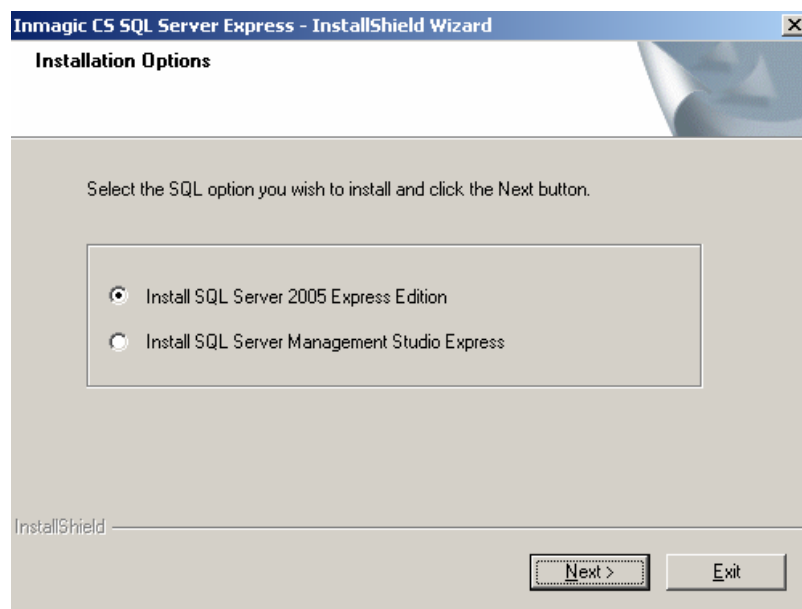 Inmagic CS SQL Server Express - InstallShield Wizard
Installation Options
Select the SQL option you wish to install and click the Next button.
Install SQL Server 2005 Express Edition
Install SQL Server Management Studio Express
InstallShield
Next >
Exit